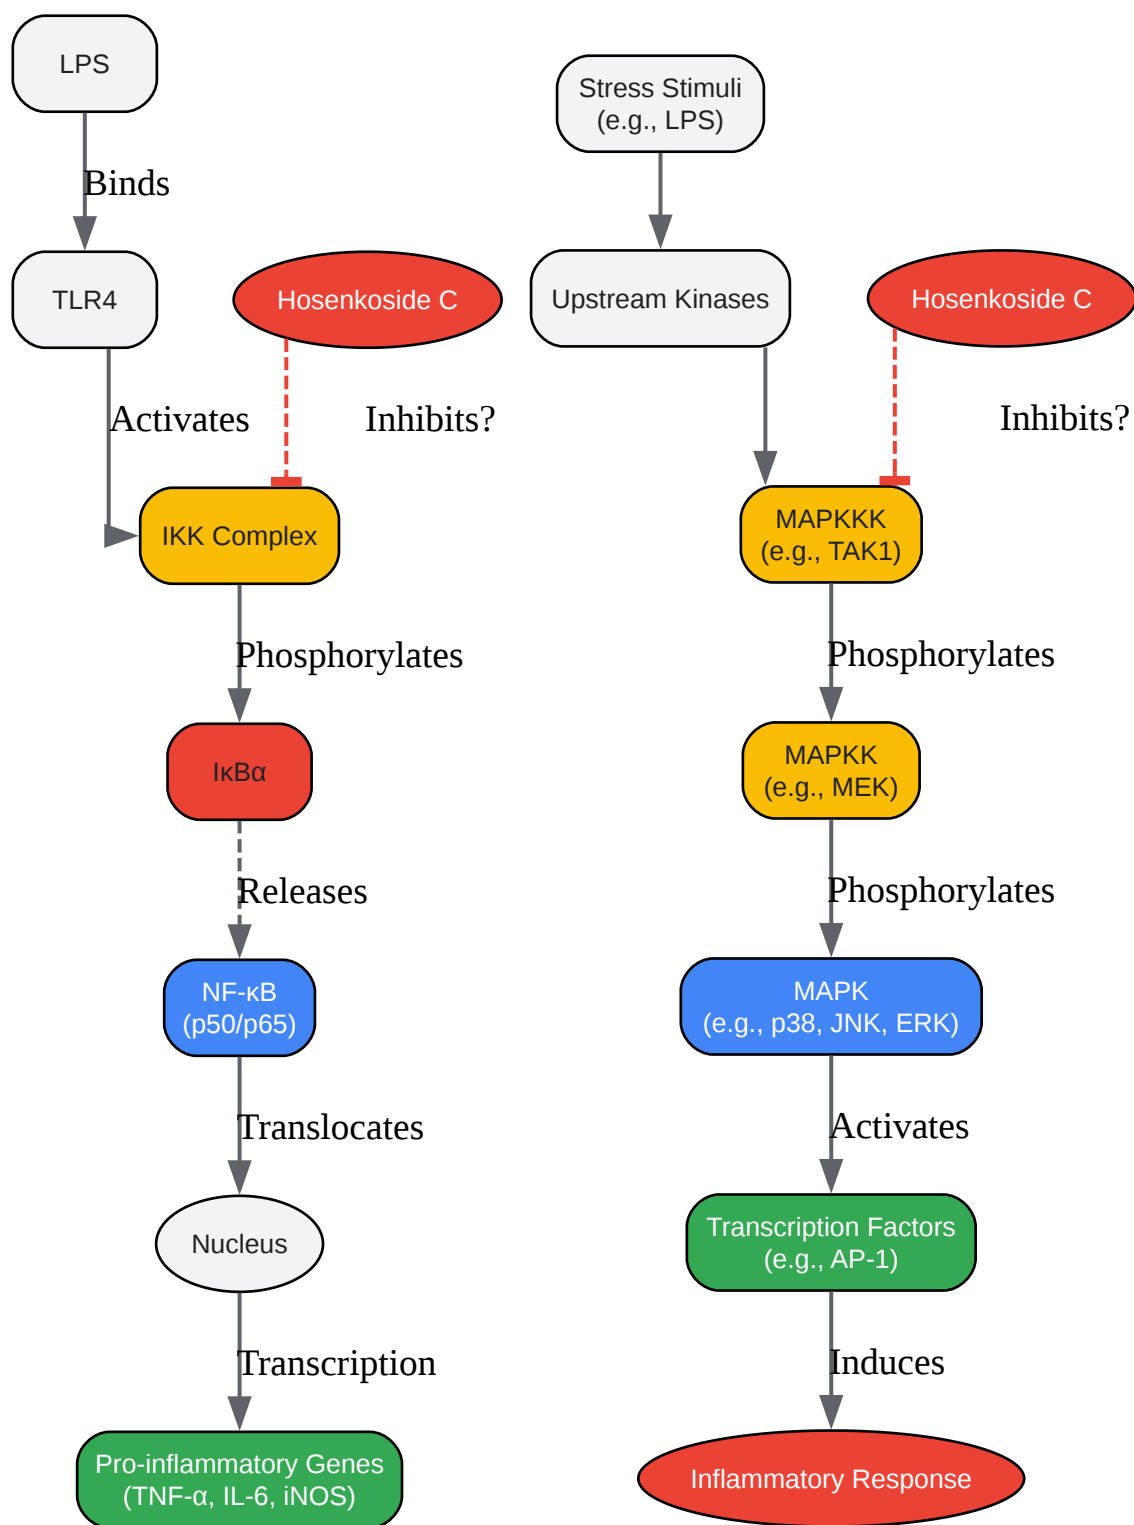 LPS
Binds
TLR4
Hosenkoside C
Activates
Inhibits?
IKK Complex
Phosphorylates
IκBα
Releases
NF-κB
(p50/p65)
Translocates
Nucleus
Transcription
Pro-inflammatory Genes
(TNF-α, IL-6, iNOS)
Stress Stimuli
(e.g., LPS)
Upstream Kinases
Hosenkoside C
Inhibits?
MAPKKK
(e.g., TAK1)
Phosphorylates
MAPKK
(e.g., MEK)
Phosphorylates
MAPK
(e.g., p38, JNK, ERK)
Activates
Transcription Factors
(e.g., AP-1)
Induces
Inflammatory Response